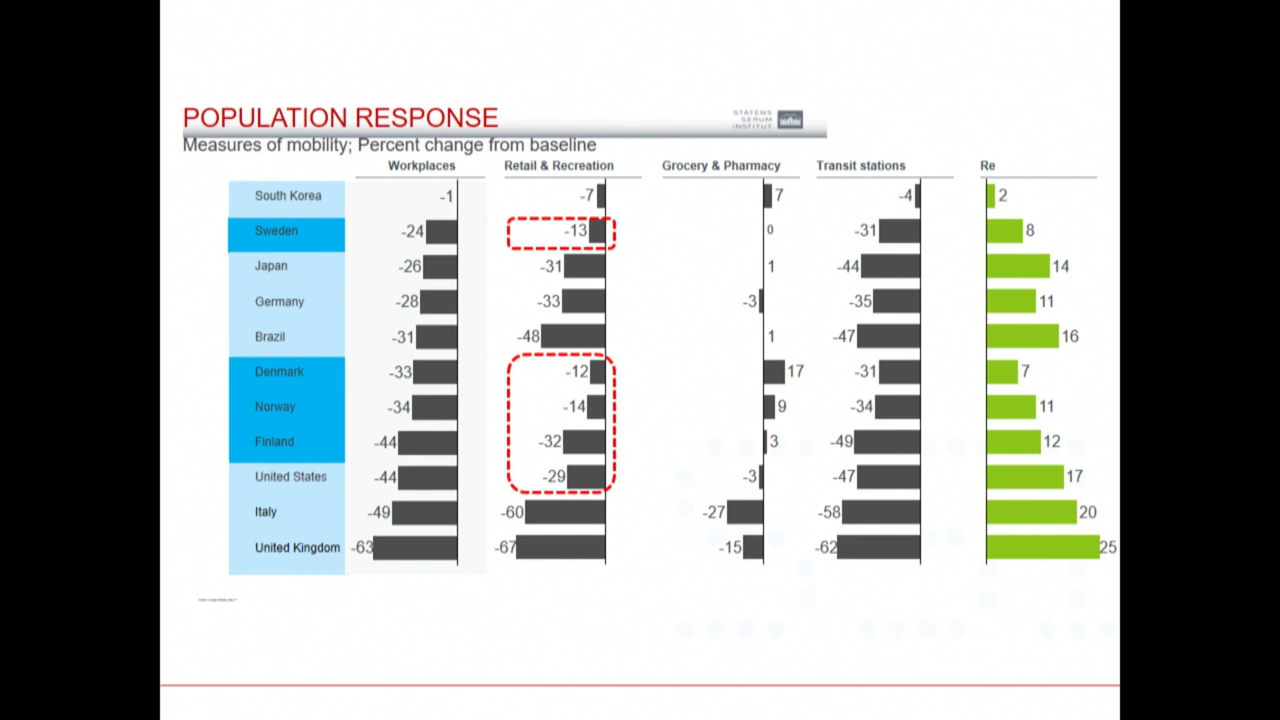 POPULATION RESPONSE
STATENS
SERUM
INSTITUT
Measures of mobility; Percent change from baseline
Workplaces Retail & Recreation Grocery & Pharmacy Transit stations Re
South Korea -1 -7 7 -4 2
Sweden -24 -13 0 -31 8
Japan -26 -31 1 -44 14
Germany -28 -33 -3 -35 11
Brazil -31 -48 1 -47 16
Denmark -33 -12 17 -31 7
Norway -34 -14 9 -34 11
Finland -44 -32 3 -49 12
United States -44 -29 -3 -47 17
Italy -49 -60 -27 -58 20
United Kingdom -63 -67 -15 -62 25